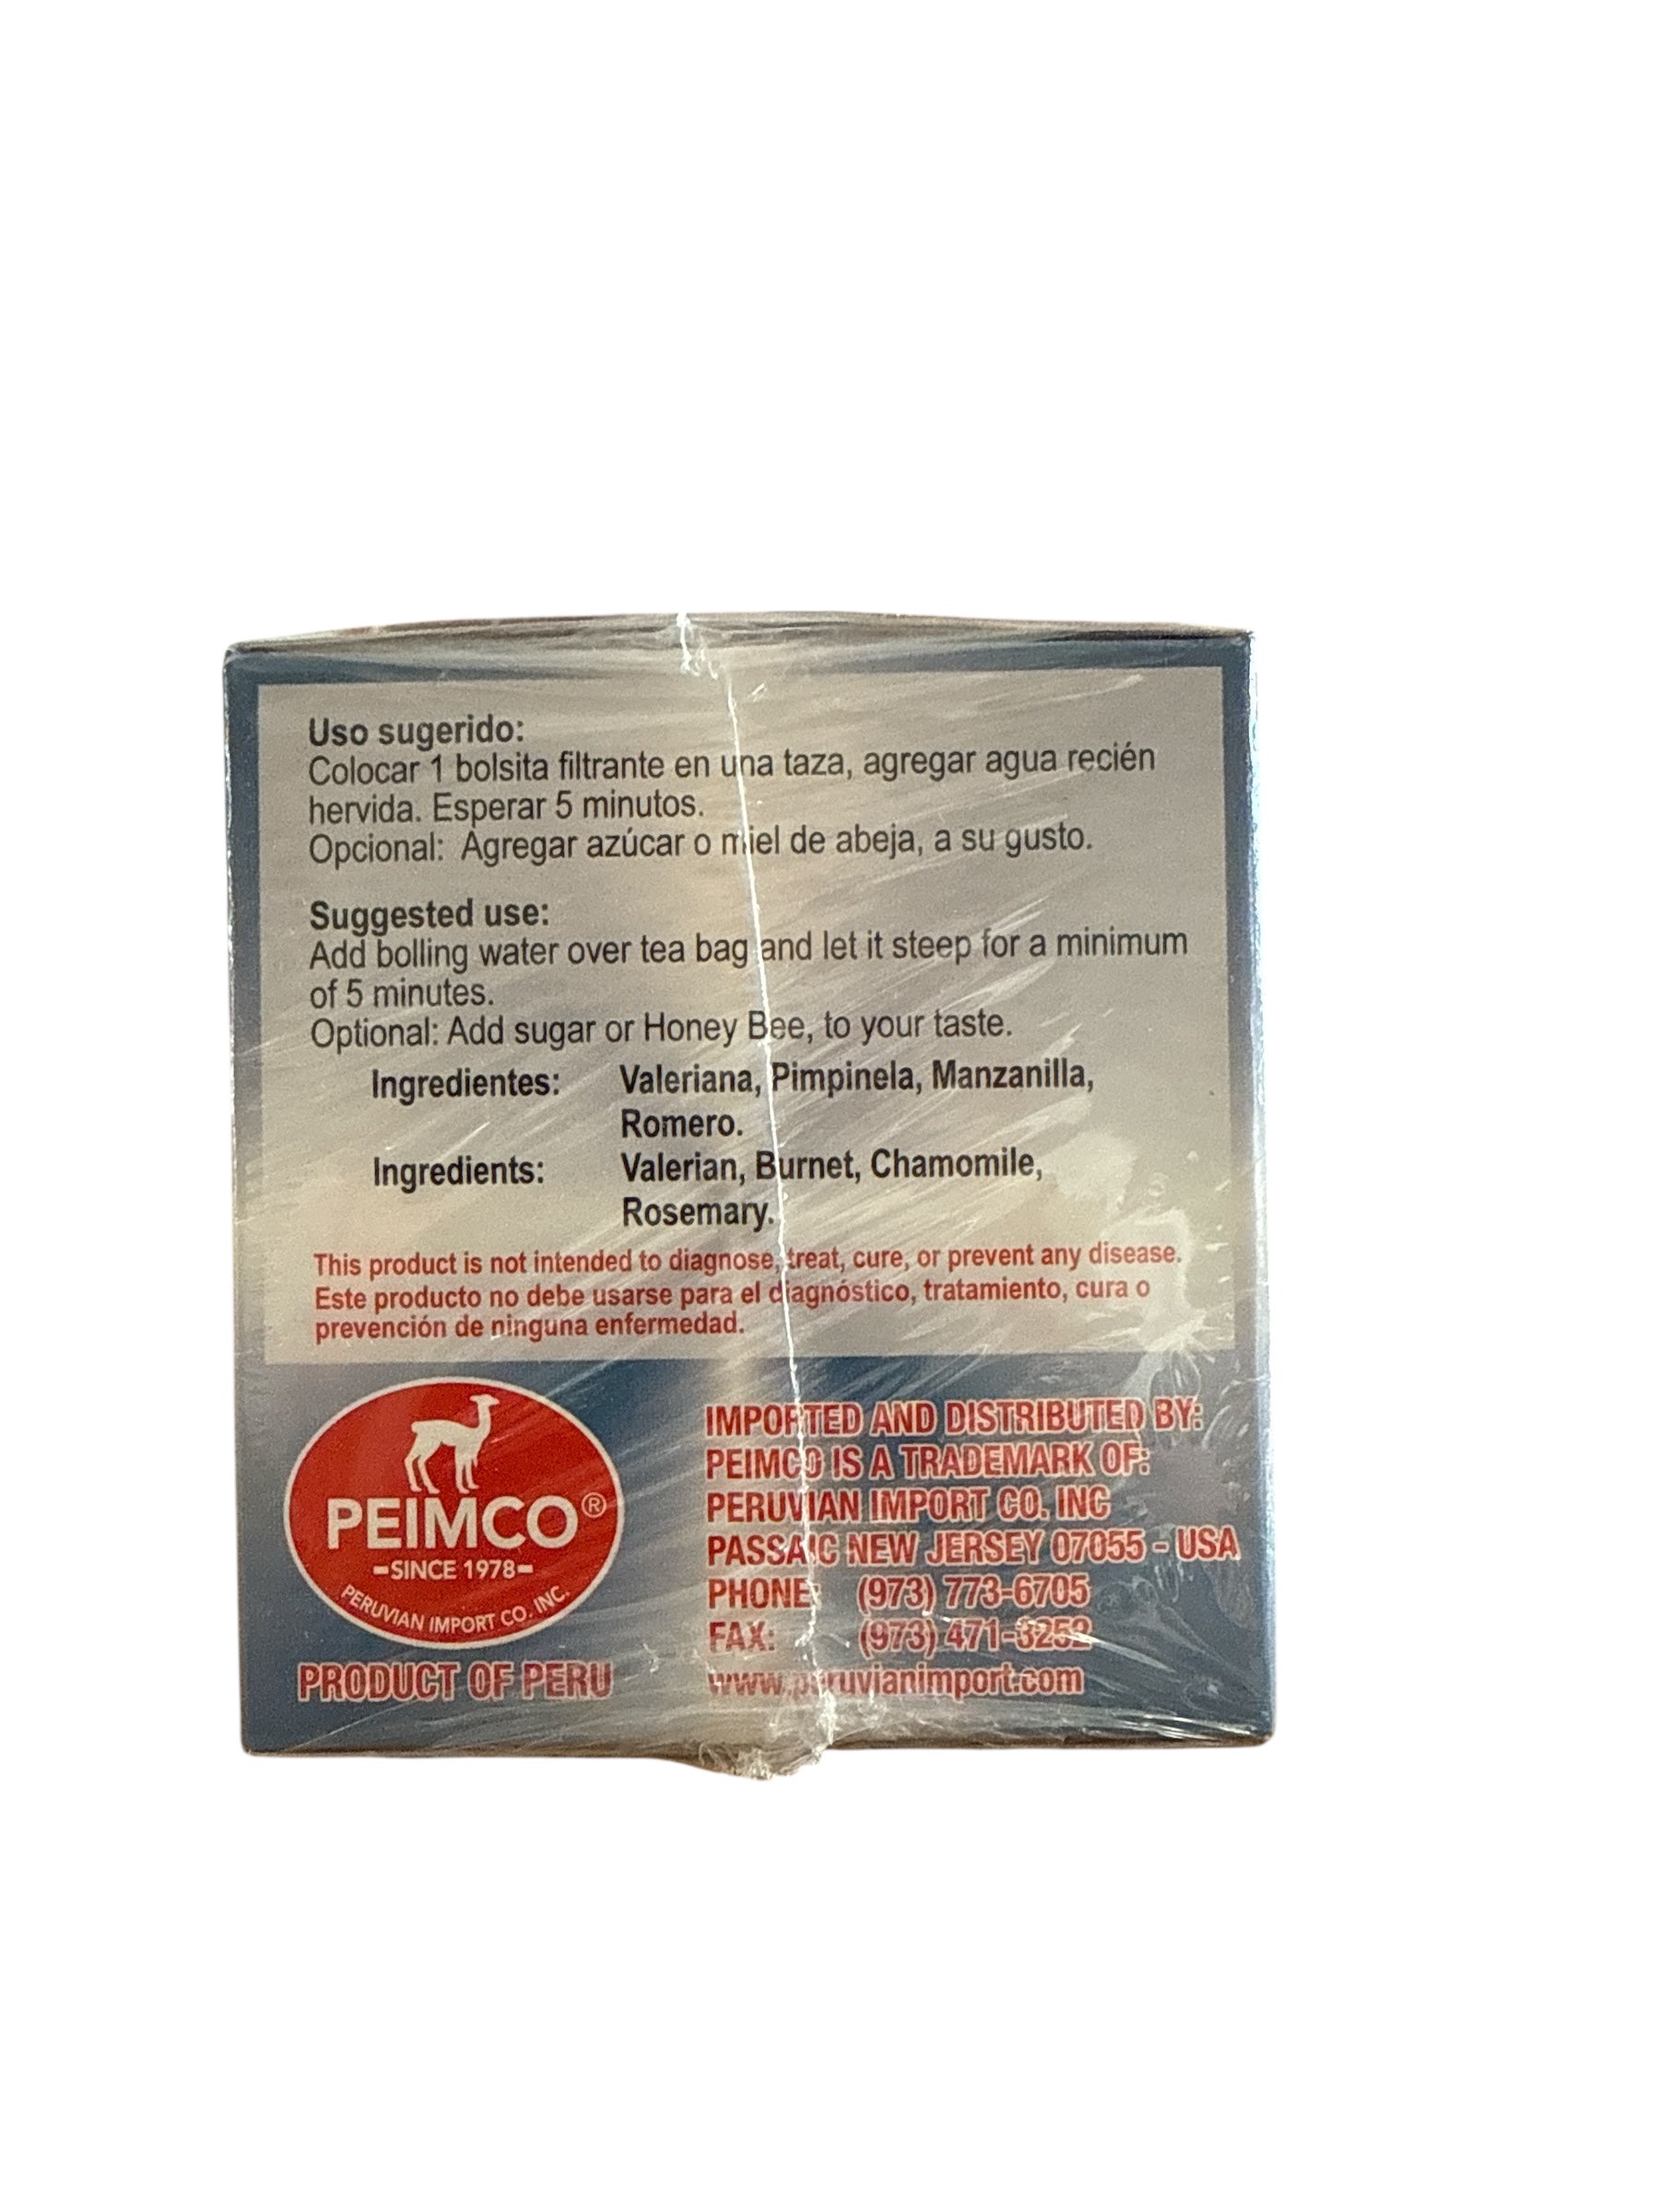 Uso sugerido:
Colocar 1 bolsita filtrante en una taza, agregar agua recién
hervida. Esperar 5 minutos.
Opcional: Agregar azúcar o miel de abeja, a su gusto.
Suggested use:
Add bolling water over tea bag and let it steep for a minimum
of 5 minutes.
Optional: Add sugar or Honey Bee, to your taste.
Ingredientes: Valeriana, Pimpinela, Manzanilla,
Romero.
Ingredients: Valerian, Burnet, Chamomile,
Rosemary.
This product is not intended to diagnose, treat, cure, or prevent any disease.
Este producto no debe usarse para el diagnóstico, tratamiento, cura o
prevención de ninguna enfermedad.
PEIMCO®
-SINCE 1978-
PERUVIAN IMPORT CO. INC.
PRODUCT OF PERU
IMPORTED AND DISTRIBUTED BY:
PEIMCO IS A TRADEMARK OF:
PERUVIAN IMPORT CO. INC
PASSAIC NEW JERSEY 07055 - USA
PHONE: (973) 773-6705
FAX: (973) 471-3252
www.peruvianimport.com